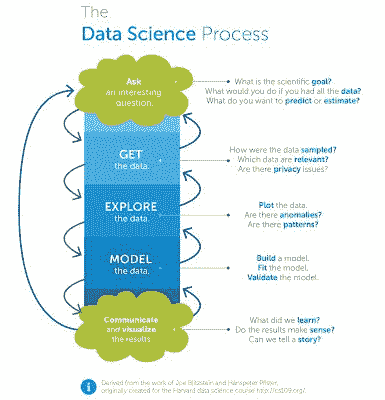 The
Data Science Process
Ask
an interesting
question.
What is the scientific goal?
What would you do if you had all the data?
What do you want to predict or estimate?
GET
the data.
How were the data sampled?
Which data are relevant?
Are there privacy issues?
EXPLORE
the data.
Plot the data.
Are there anomalies?
Are there patterns?
MODEL
the data.
Build a model.
Fit the model.
Validate the model.
Communicate
and visualize
the results
What did we learn?
Do the results make sense?
Can we tell a story?
i
Derived from the work of Joe Blitzstein and Hanspeter Pfister,
originally created for the Harvard data science course http://cs109.org/.